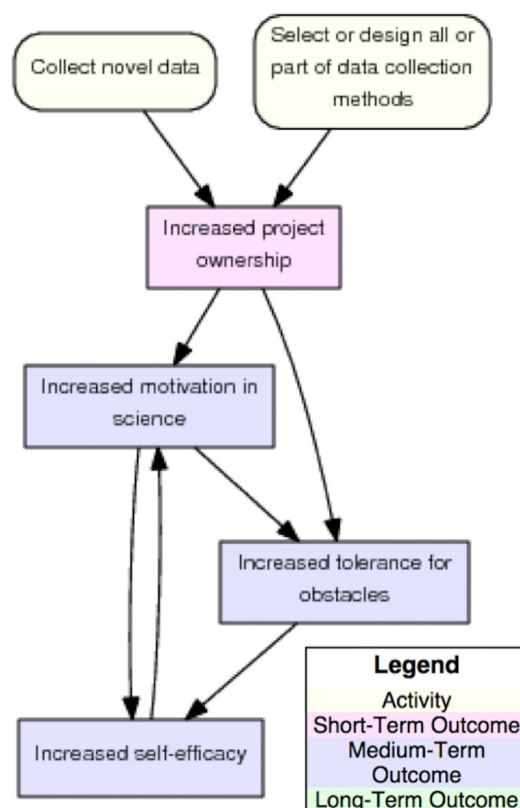 Collect novel data
Select or design all or
part of data collection
methods
Increased project
ownership
Increased motivation in
science
Increased tolerance for
obstacles
Increased self-efficacy
Legend
Activity
Short-Term Outcome
Medium-Term
Outcome
Long-Term Outcome